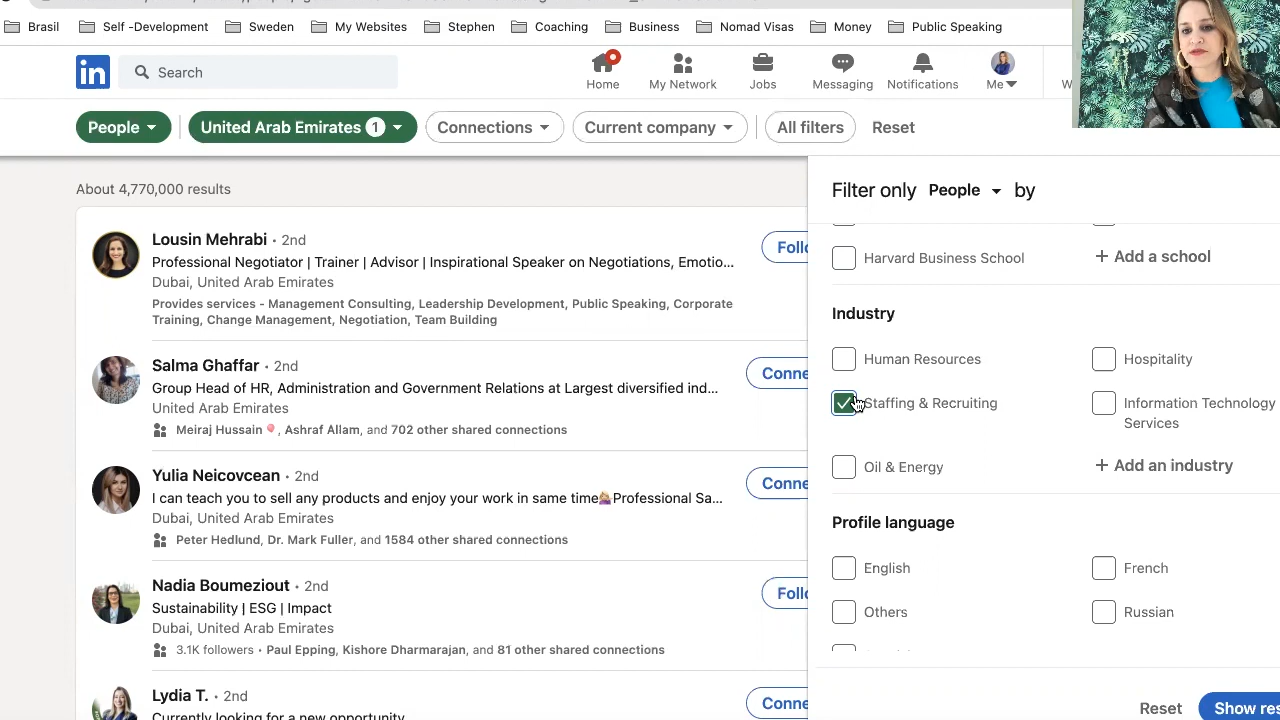 Brasil Self -Development Sweden My Websites Stephen Coaching Business Nomad Visas Money Public Speaking
in Search Home My Network Jobs Messaging Notifications Me W
People United Arab Emirates 1 Connections Current company All filters Reset
About 4,770,000 results
Lousin Mehrabi • 2nd
Professional Negotiator | Trainer | Advisor | Inspirational Speaker on Negotiations, Emotio...
Dubai, United Arab Emirates
Provides services - Management Consulting, Leadership Development, Public Speaking, Corporate
Training, Change Management, Negotiation, Team Building
Follo
Salma Ghaffar • 2nd
Group Head of HR, Administration and Government Relations at Largest diversified ind...
United Arab Emirates
Meiraj Hussain🎈, Ashraf Allam, and 702 other shared connections
Conne
Yulia Neicovcean • 2nd
I can teach you to sell any products and enjoy your work in same time🙇🏼‍♀️Professional Sa...
Dubai, United Arab Emirates
Peter Hedlund, Dr. Mark Fuller, and 1584 other shared connections
Conne
Nadia Boumeziout • 2nd
Sustainability | ESG | Impact
Dubai, United Arab Emirates
3.1K followers • Paul Epping, Kishore Dharmarajan, and 81 other shared connections
Follo
Lydia T. • 2nd
Currently looking for a new opportunity
Conne
Filter only People by
Harvard Business School + Add a school
Industry
Human Resources Hospitality
Staffing & Recruiting Information Technology
Services
Oil & Energy + Add an industry
Profile language
English French
Others Russian
Reset Show res